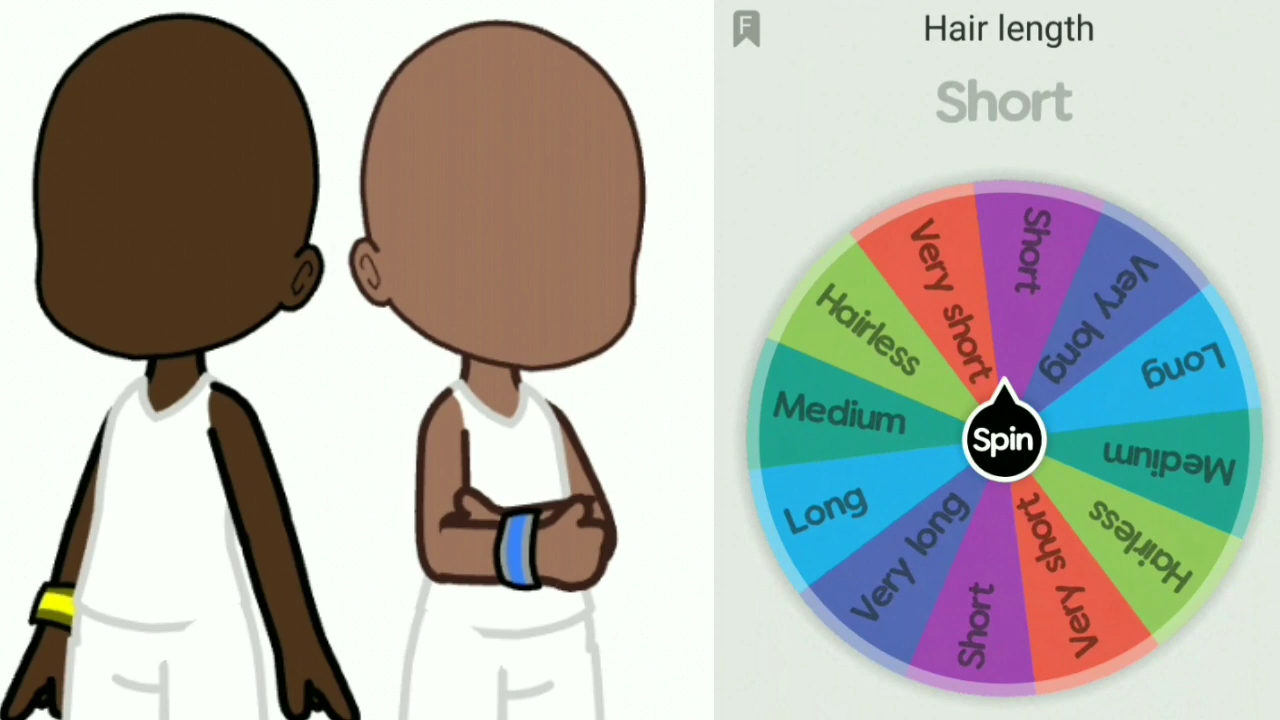 F
Hair length
Short
Short
Very long
Long
Medium
Hairless
Very short
Short
Very long
Long
Medium
Hairless
Very short
Spin